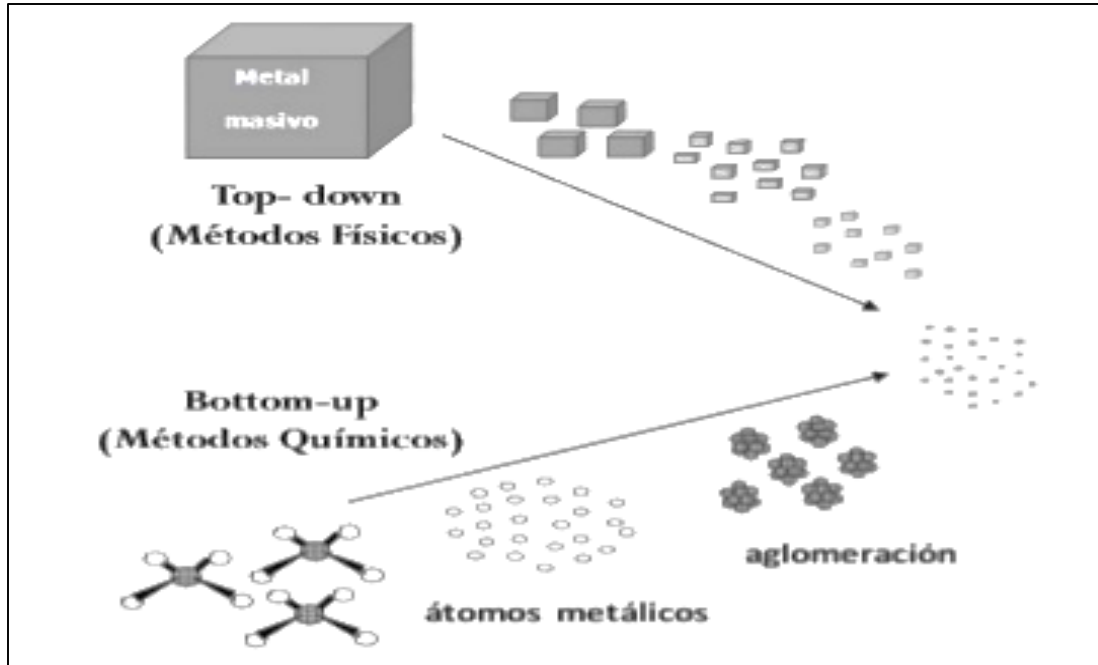 Metal
masivo
Top- down
(Métodos Físicos)
Bottom-up
(Métodos Químicos)
aglomeración
átomos metálicos